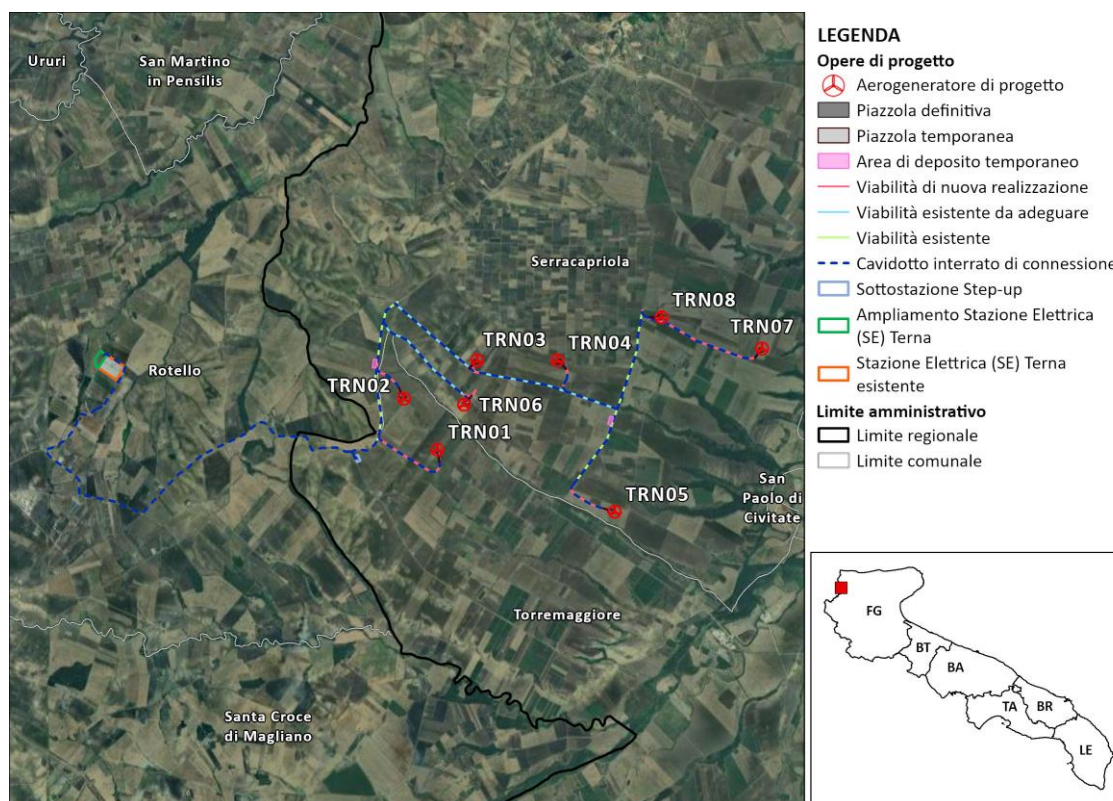 Ururi
San Martino
in Pensilis
Serracapriola
TRN08
TRN07
TRN03
TRN04
Rotello
TRN02
TRN06
TRN01
TRN05
San
Paolo di
Civitate
Torremaggiore
Santa Croce
di Magliano
LEGENDA
Opere di progetto
Aerogeneratore di progetto
Piazzola definitiva
Piazzola temporanea
Area di deposito temporaneo
Viabilità di nuova realizzazione
Viabilità esistente da adeguare
Viabilità esistente
Cavidotto interrato di connessione
Sottostazione Step-up
Ampliamento Stazione Elettrica
(SE) Terna
Stazione Elettrica (SE) Terna
esistente
Limite amministrativo
Limite regionale
Limite comunale
FG
BT
BA
TA
BR
LE